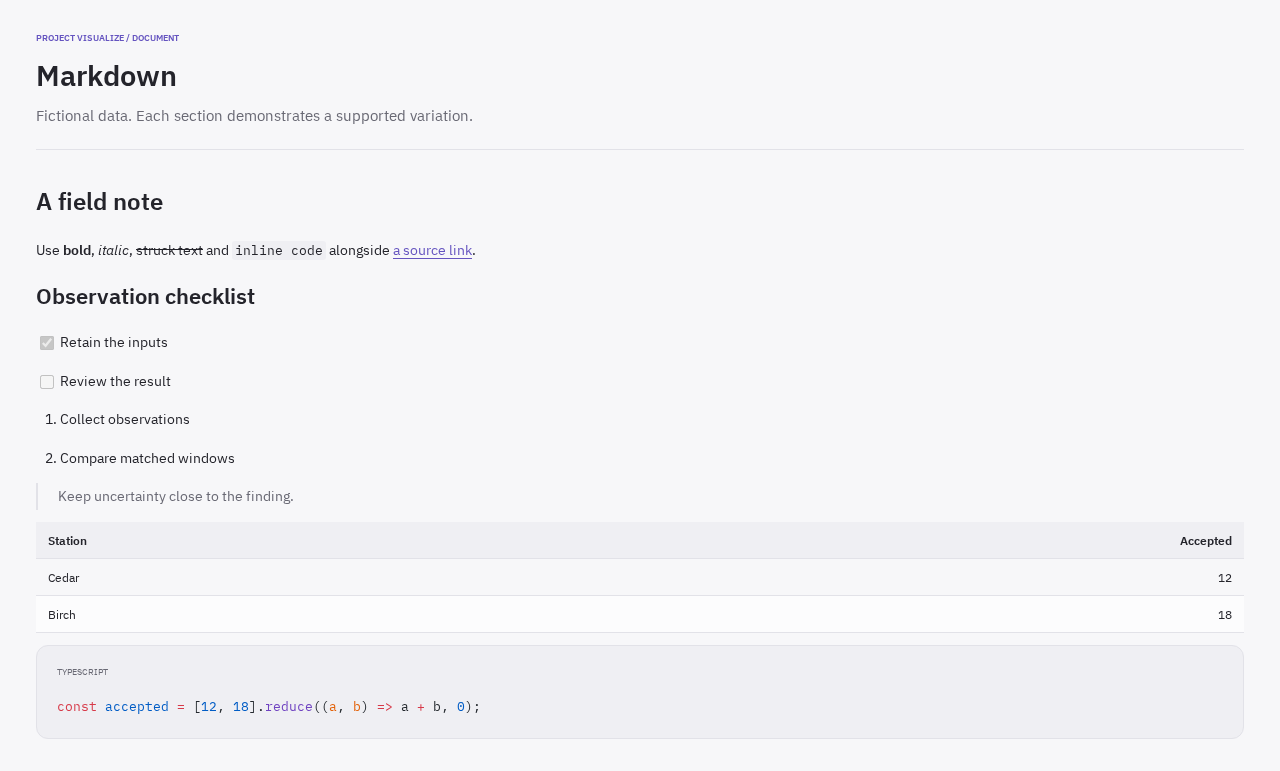 PROJECT VISUALIZE / DOCUMENT
Markdown
Fictional data. Each section demonstrates a supported variation.
A field note
Use bold, italic, struck text and inline code alongside a source link.
Observation checklist
Retain the inputs
Review the result
1. Collect observations
2. Compare matched windows
Keep uncertainty close to the finding.
Station Accepted
Cedar 12
Birch 18
TYPESCRIPT
const accepted = [12, 18].reduce((a, b) => a + b, 0);